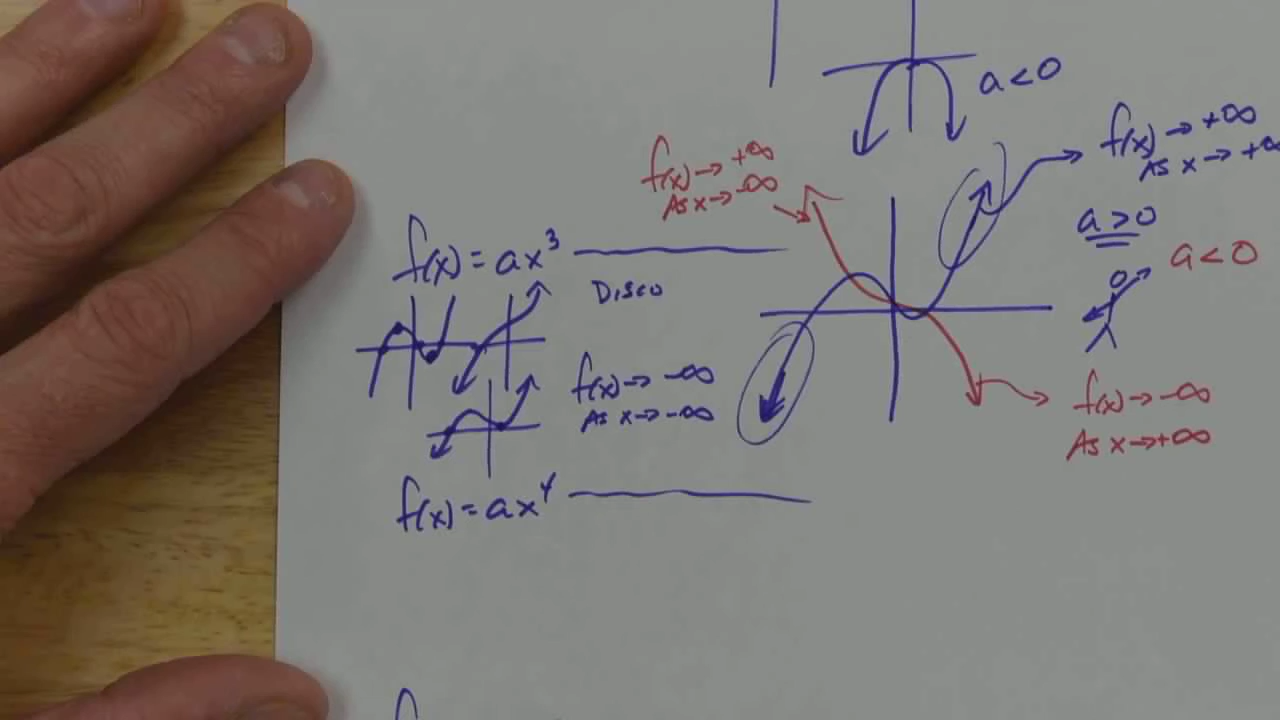 a < 0
f(x) → +∞
As x → +∞
f(x) → +∞
As x → -∞
a > 0
a < 0
f(x) = ax³
Disco
f(x) → -∞
As x → -∞
f(x) → -∞
As x → +∞
f(x) = ax⁴